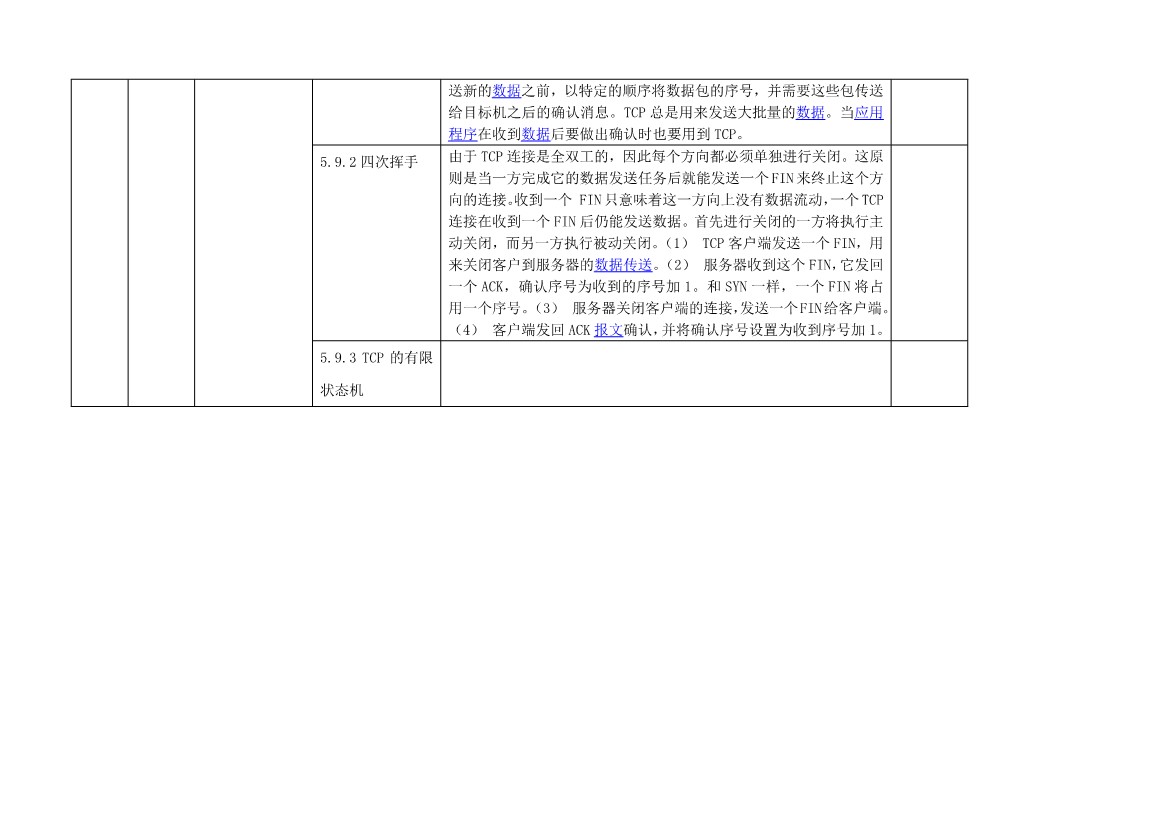 送新的数据之前，以特定的顺序将数据包的序号，并需要这些包传送
给目标机之后的确认消息。TCP 总是用来发送大批量的数据。当应用
程序在收到数据后要做出确认时也要用到 TCP。
5.9.2 四次挥手
由于 TCP 连接是全双工的，因此每个方向都必须单独进行关闭。这原
则是当一方完成它的数据发送任务后就能发送一个 FIN 来终止这个方
向的连接。收到一个 FIN 只意味着这一方向上没有数据流动，一个 TCP
连接在收到一个 FIN 后仍能发送数据。首先进行关闭的一方将执行主
动关闭，而另一方执行被动关闭。（1） TCP 客户端发送一个 FIN，用
来关闭客户到服务器的数据传送。（2） 服务器收到这个 FIN，它发回
一个 ACK，确认序号为收到的序号加 1。和 SYN 一样，一个 FIN 将占
用一个序号。（3） 服务器关闭客户端的连接，发送一个 FIN 给客户端。
（4） 客户端发回 ACK 报文确认，并将确认序号设置为收到序号加 1。
5.9.3 TCP 的有限
状态机